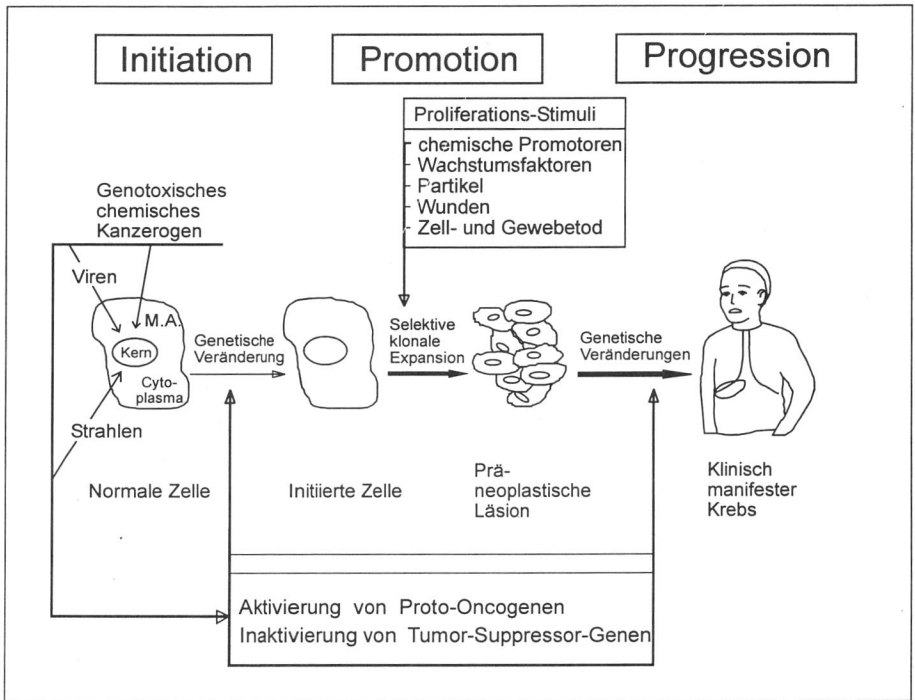 Initiation
Promotion
Progression
Proliferations-Stimuli
chemische Promotoren
Wachstumsfaktoren
Partikel
Wunden
Zell- und Gewebetod
Genotoxisches
chemisches
Kanzerogen
Viren
M.A.
Kern
Cyto-
plasma
Strahlen
Genetische
Veränderung
Selektive
klonale
Expansion
Genetische
Veränderungen
Normale Zelle
Initiierte Zelle
Prä-
neoplastische
Läsion
Klinisch
manifester
Krebs
Aktivierung von Proto-Oncogenen
Inaktivierung von Tumor-Suppressor-Genen